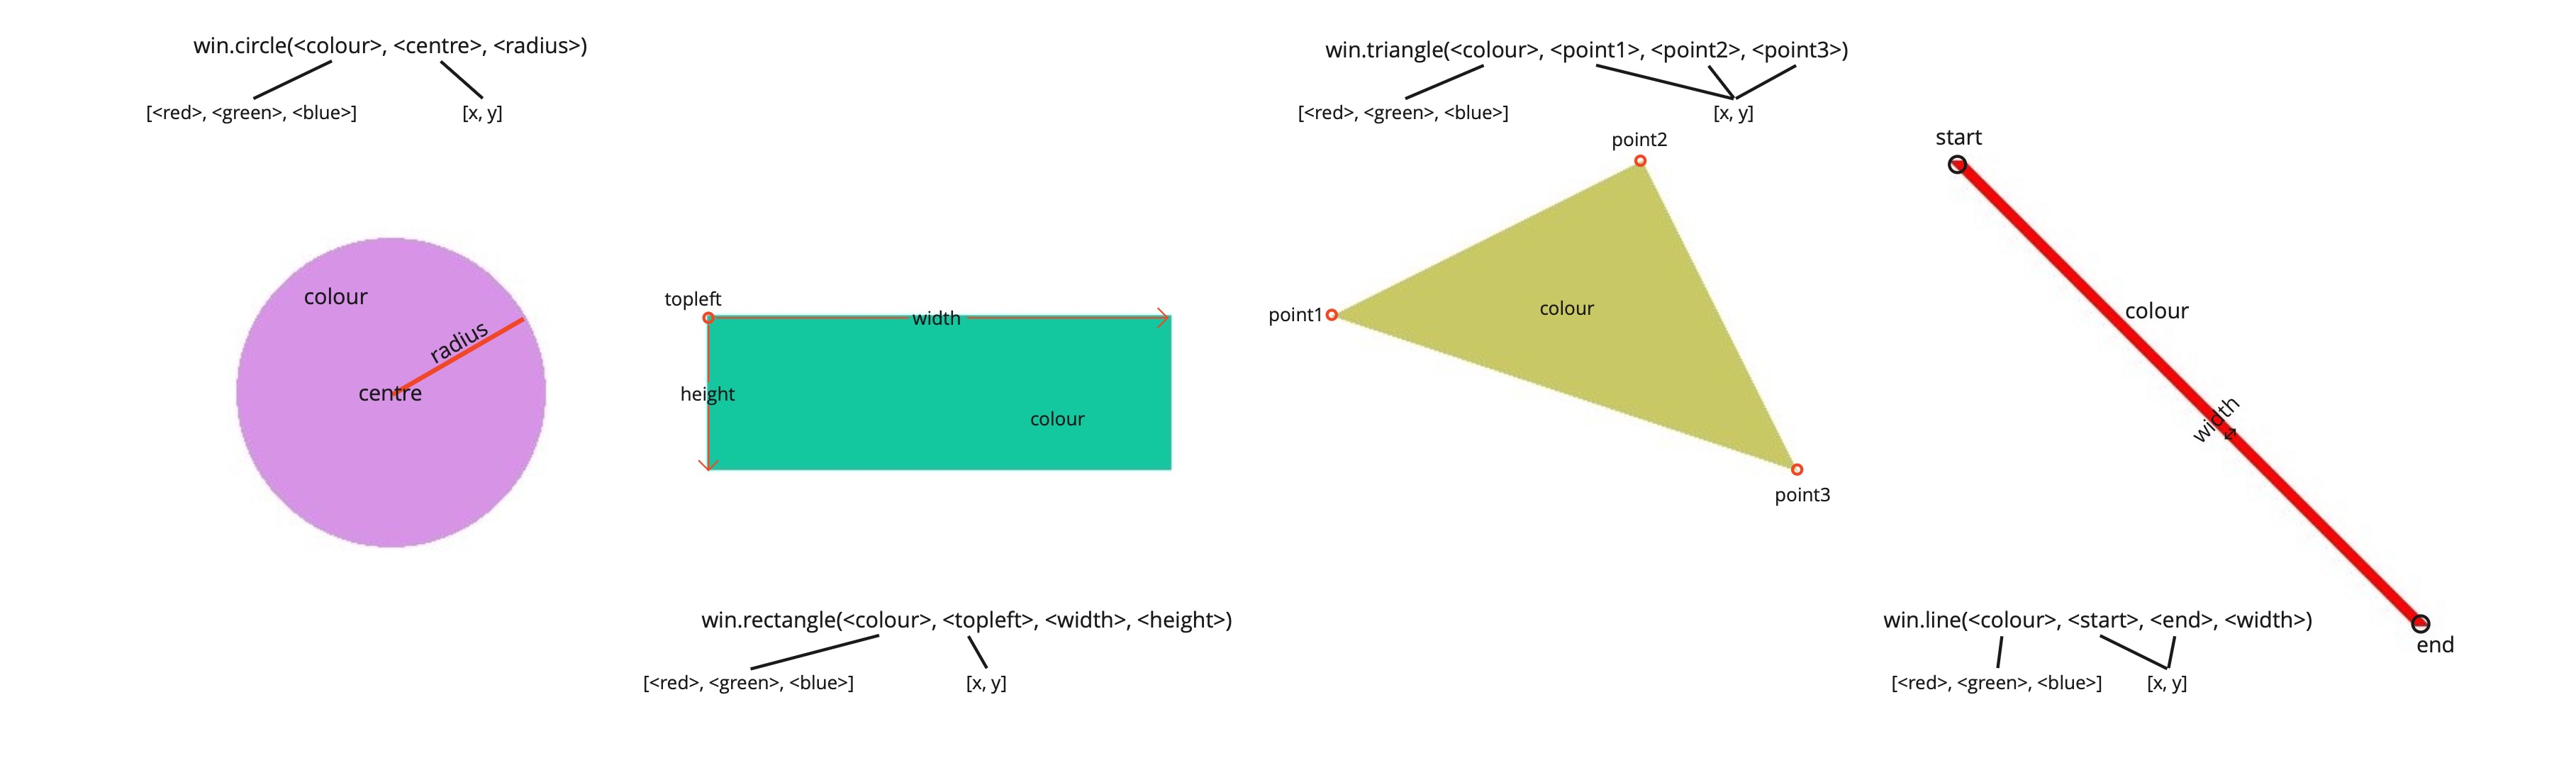 win.circle(<colour>, <centre>, <radius>)
[<red>, <green>, <blue>]
[x, y]
colour
radius
centre
topleft
width
height
colour
win.rectangle(<colour>, <topleft>, <width>, <height>)
[<red>, <green>, <blue>]
[x, y]
win.triangle(<colour>, <point1>, <point2>, <point3>)
[<red>, <green>, <blue>]
[x, y]
point2
point1
colour
point3
start
colour
width
end
win.line(<colour>, <start>, <end>, <width>)
[<red>, <green>, <blue>]
[x, y]